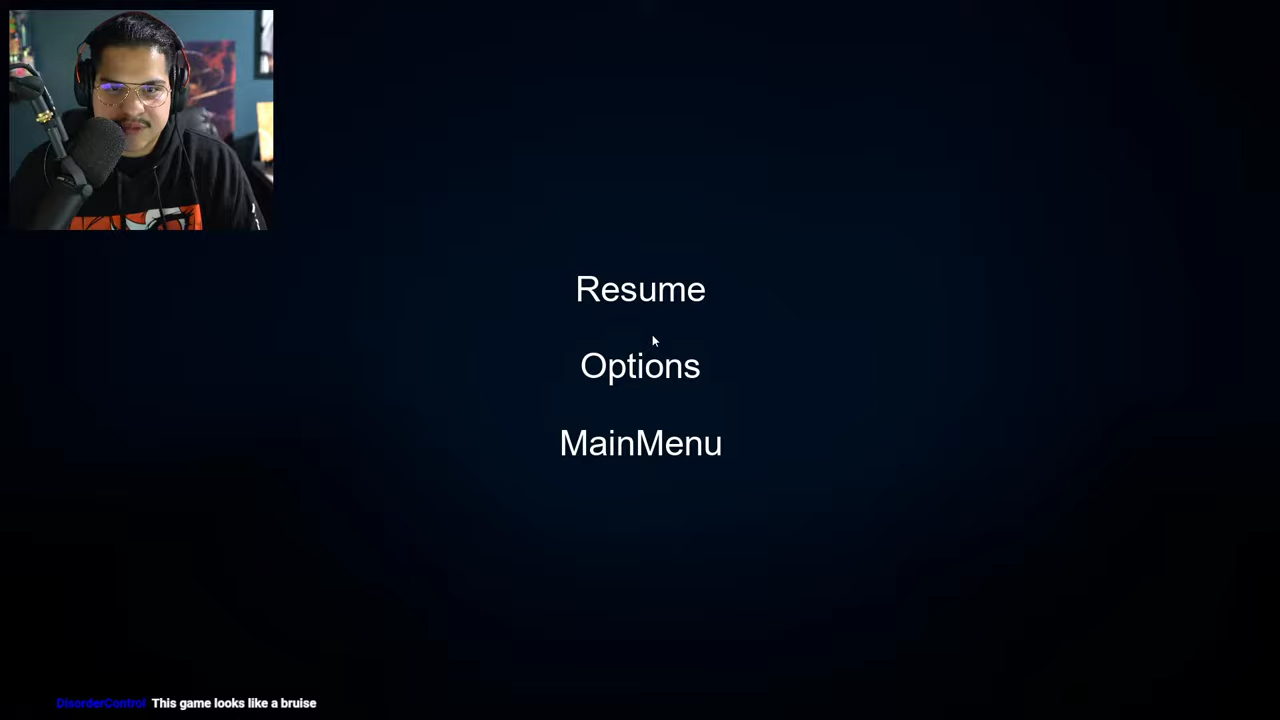 Resume
Options
MainMenu
DisorderControl This game looks like a bruise